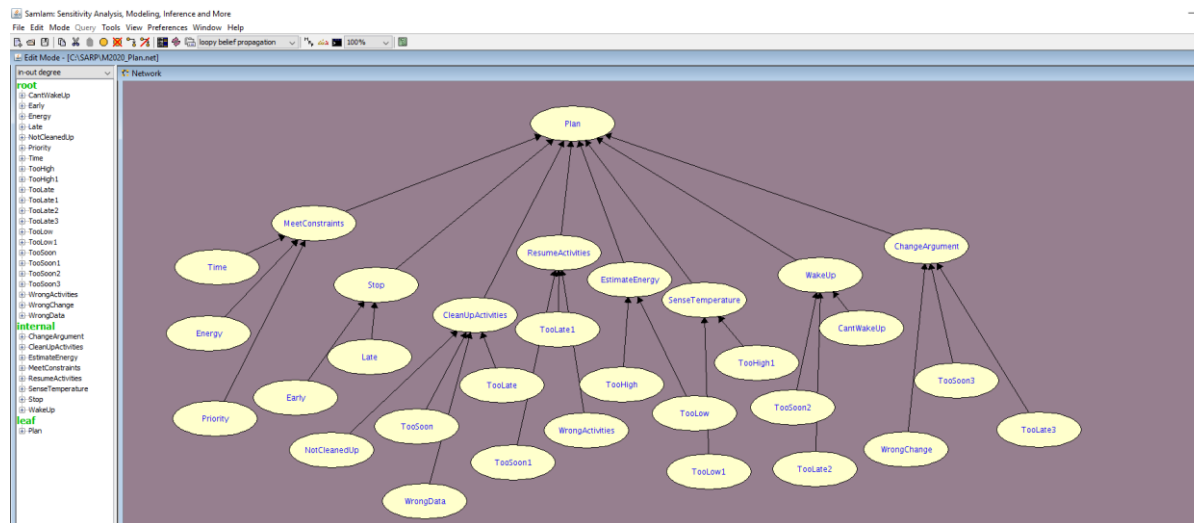 SamIam: Sensitivity Analysis, Modeling, Inference and More
File Edit Mode Query Tools View Preferences Window Help
loopy belief propagation 100%
Edit Mode - [C:\SARP\M2020_Plan.net]
in-out degree
root
CantWakeUp
Early
Energy
Late
NotCleanedUp
Priority
Time
TooHigh
TooHigh1
TooLate
TooLate1
TooLate2
TooLate3
TooLow
TooLow1
TooSoon
TooSoon1
TooSoon2
TooSoon3
WrongActivities
WrongChange
WrongData
internal
ChangeArgument
CleanUpActivities
EstimateEnergy
MeetConstraints
ResumeActivities
SenseTemperature
Stop
WakeUp
leaf
Plan
Network
Plan
MeetConstraints
ChangeArgument
ResumeActivities
Time
WakeUp
EstimateEnergy
Stop
SenseTemperature
CleanUpActivities
CantWakeUp
TooLate1
Energy
Late
TooHigh1
TooSoon3
TooLate
TooHigh
Early
TooSoon2
TooLow
Priority
TooSoon
WrongActivities
TooLate3
NotCleanedUp
WrongChange
TooSoon1
TooLate2
TooLow1
WrongData